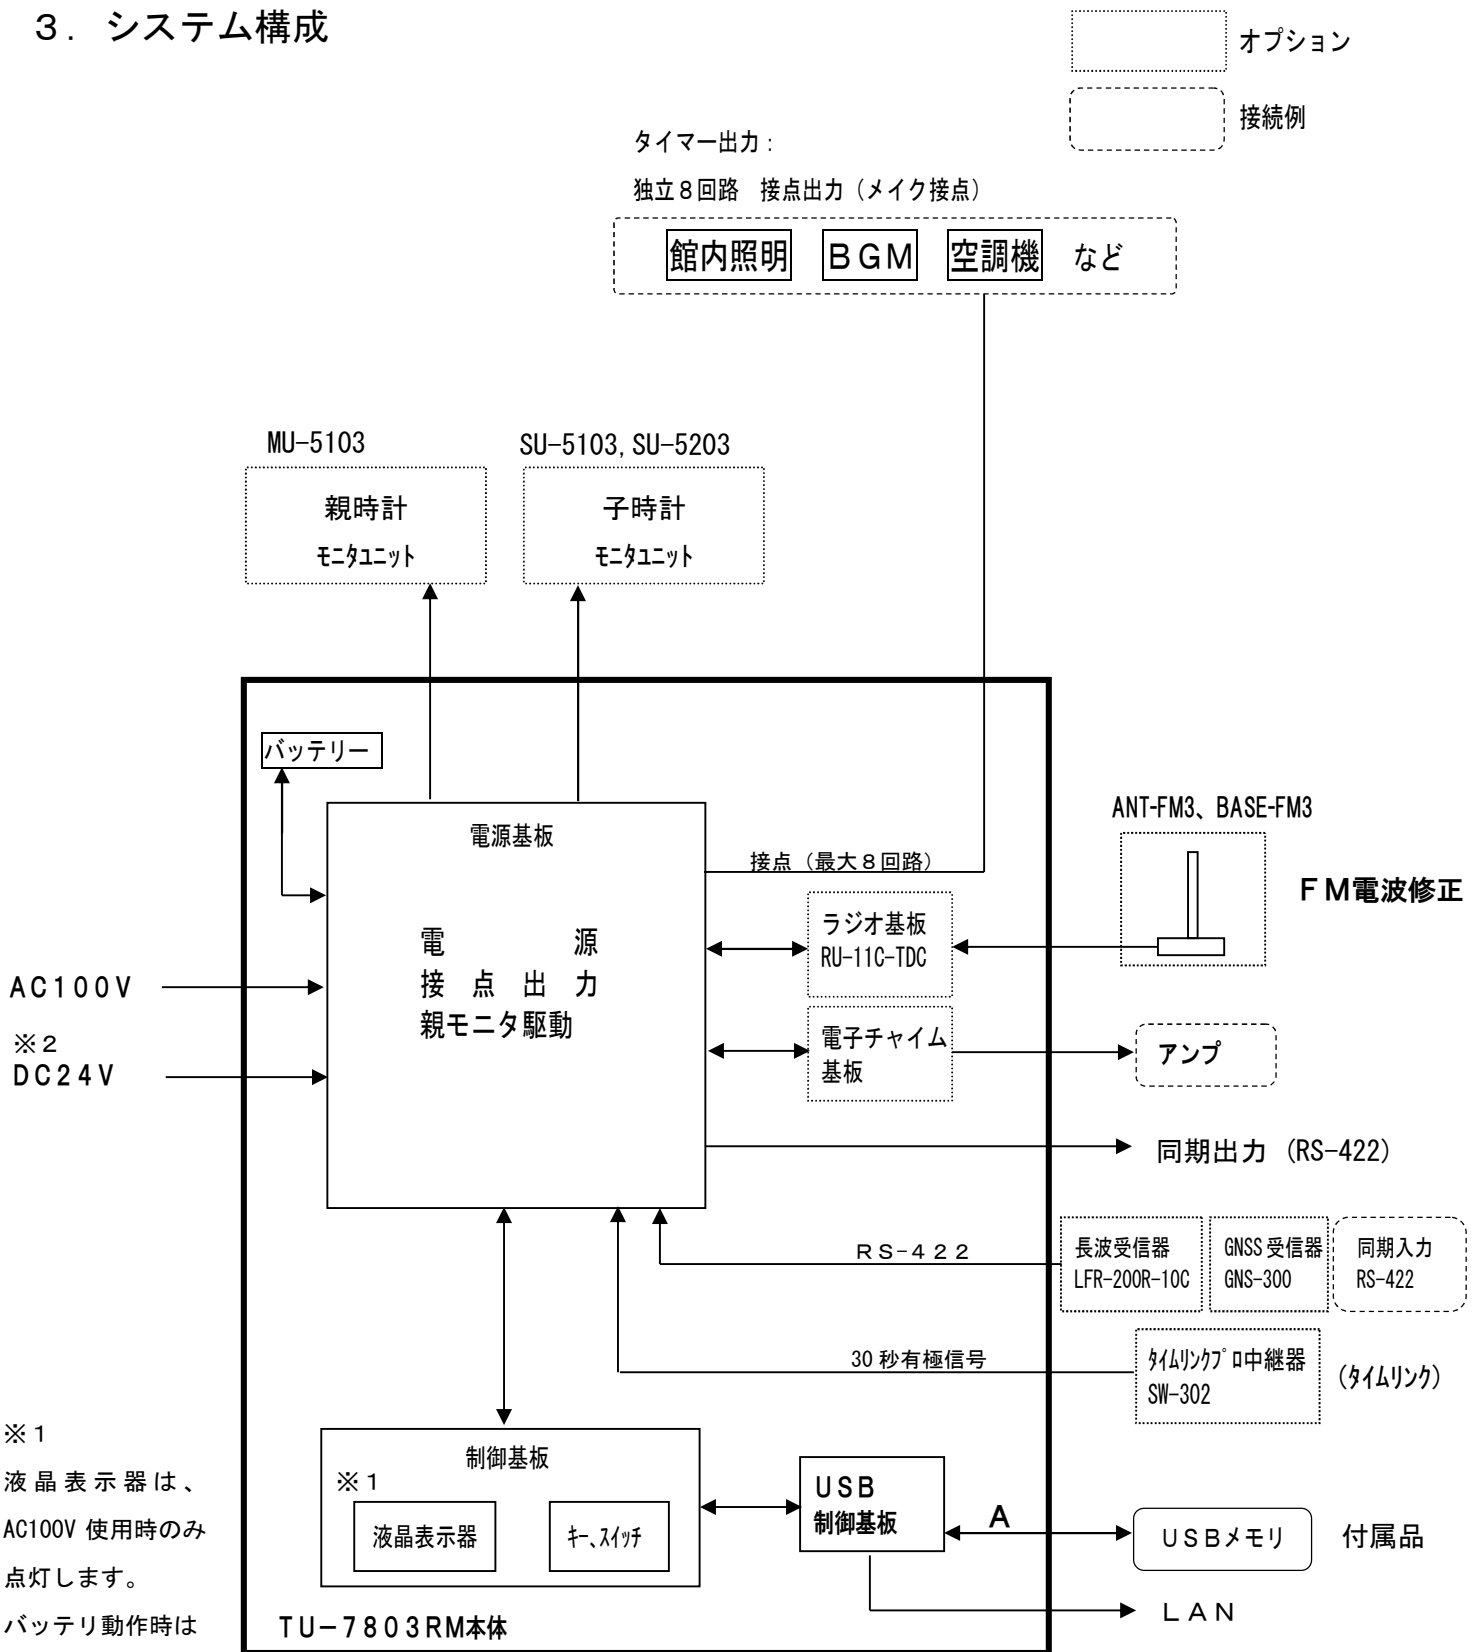 ３．システム構成
オプション
接続例
タイマー出力：
独立８回路　接点出力（メイク接点）
館内照明　ＢＧＭ　空調機　など
MU-5103
SU-5103, SU-5203
親時計
ﾓﾆﾀﾕﾆｯﾄ
子時計
ﾓﾆﾀﾕﾆｯﾄ
バッテリー
電源基板
電源
接点出力
親モニタ駆動
接点（最大８回路）
ANT-FM3、BASE-FM3
ＦＭ電波修正
ラジオ基板
RU-11C-TDC
AC100V
※２
DC24V
電子チャイム
基板
アンプ
同期出力 (RS-422)
RS-422
長波受信器
LFR-200R-10C
GNSS 受信器
GNS-300
同期入力
RS-422
30 秒有極信号
ﾀｲﾑﾘﾝｸﾌﾟﾛ中継器
SW-302
(ﾀｲﾑﾘﾝｸ)
制御基板
※１
液晶表示器
ｷｰ､ｽｲｯﾁ
ＵＳＢ
制御基板
Ａ
ＵＳＢメモリ
付属品
ＬＡＮ
ＴＵ－７８０３ＲＭ本体
※１
液晶表示器は、
AC100V 使用時のみ
点灯します。
バッテリ動作時は